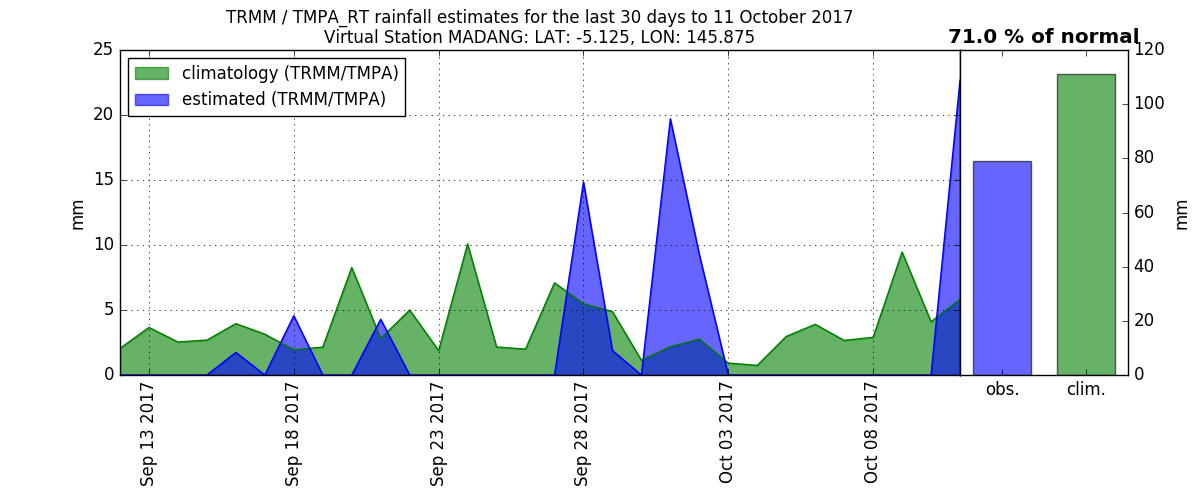 TRMM / TMPA_RT rainfall estimates for the last 30 days to 11 October 2017
Virtual Station MADANG: LAT: -5.125, LON: 145.875
71.0 % of normal
climatology (TRMM/TMPA)
estimated (TRMM/TMPA)
mm
25
20
15
10
5
0
Sep 13 2017
Sep 18 2017
Sep 23 2017
Sep 28 2017
Oct 03 2017
Oct 08 2017
obs.
clim.
120
100
80
60
40
20
0
mm